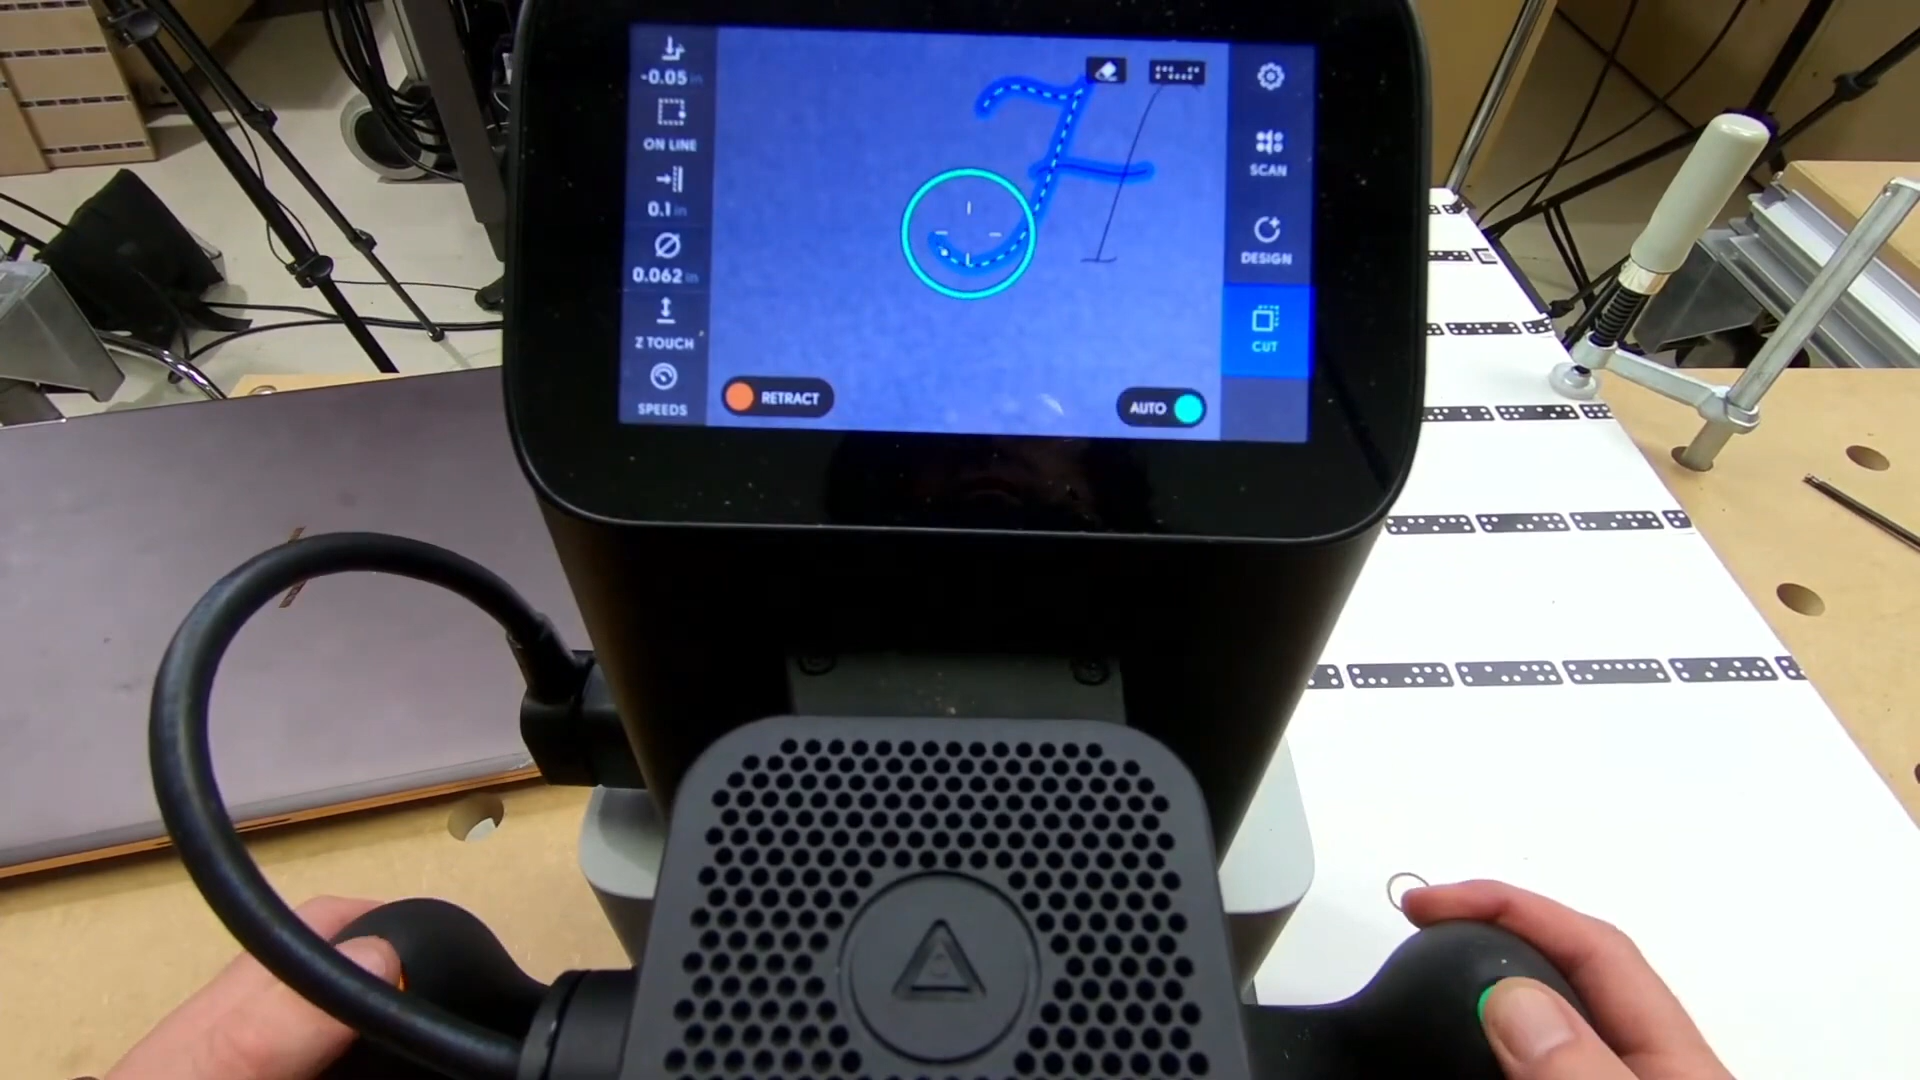 -0.05 in
ON LINE
0.1 in
0.062 in
Z TOUCH
SPEEDS
RETRACT
AUTO
SCAN
DESIGN
CUT